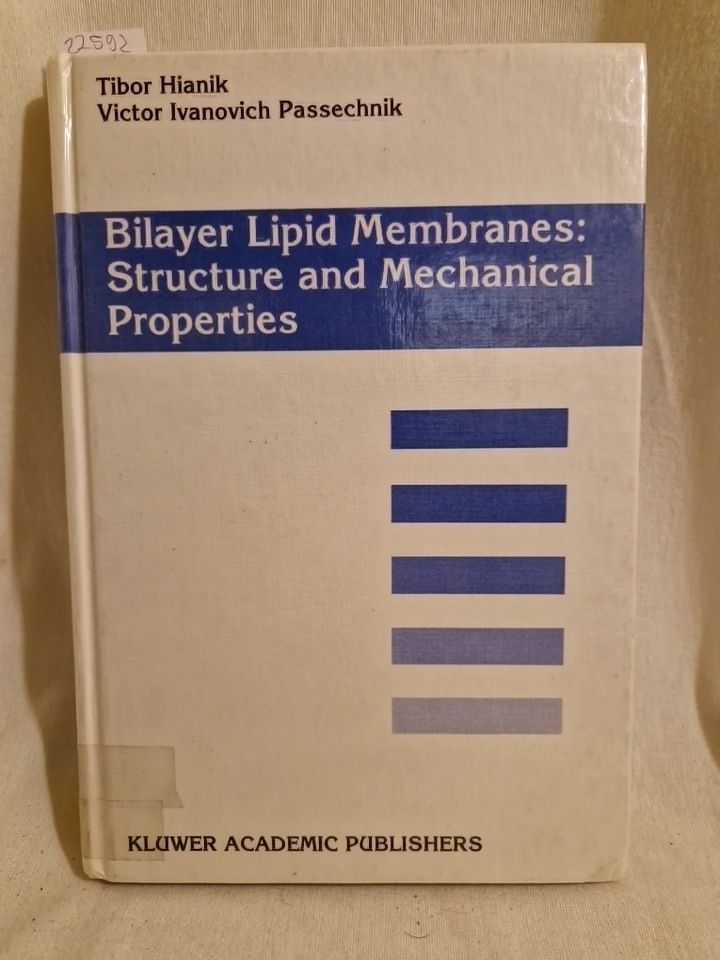 22592
Tibor Hianik
Victor Ivanovich Passechnik
Bilayer Lipid Membranes:
Structure and Mechanical
Properties
KLUWER ACADEMIC PUBLISHERS